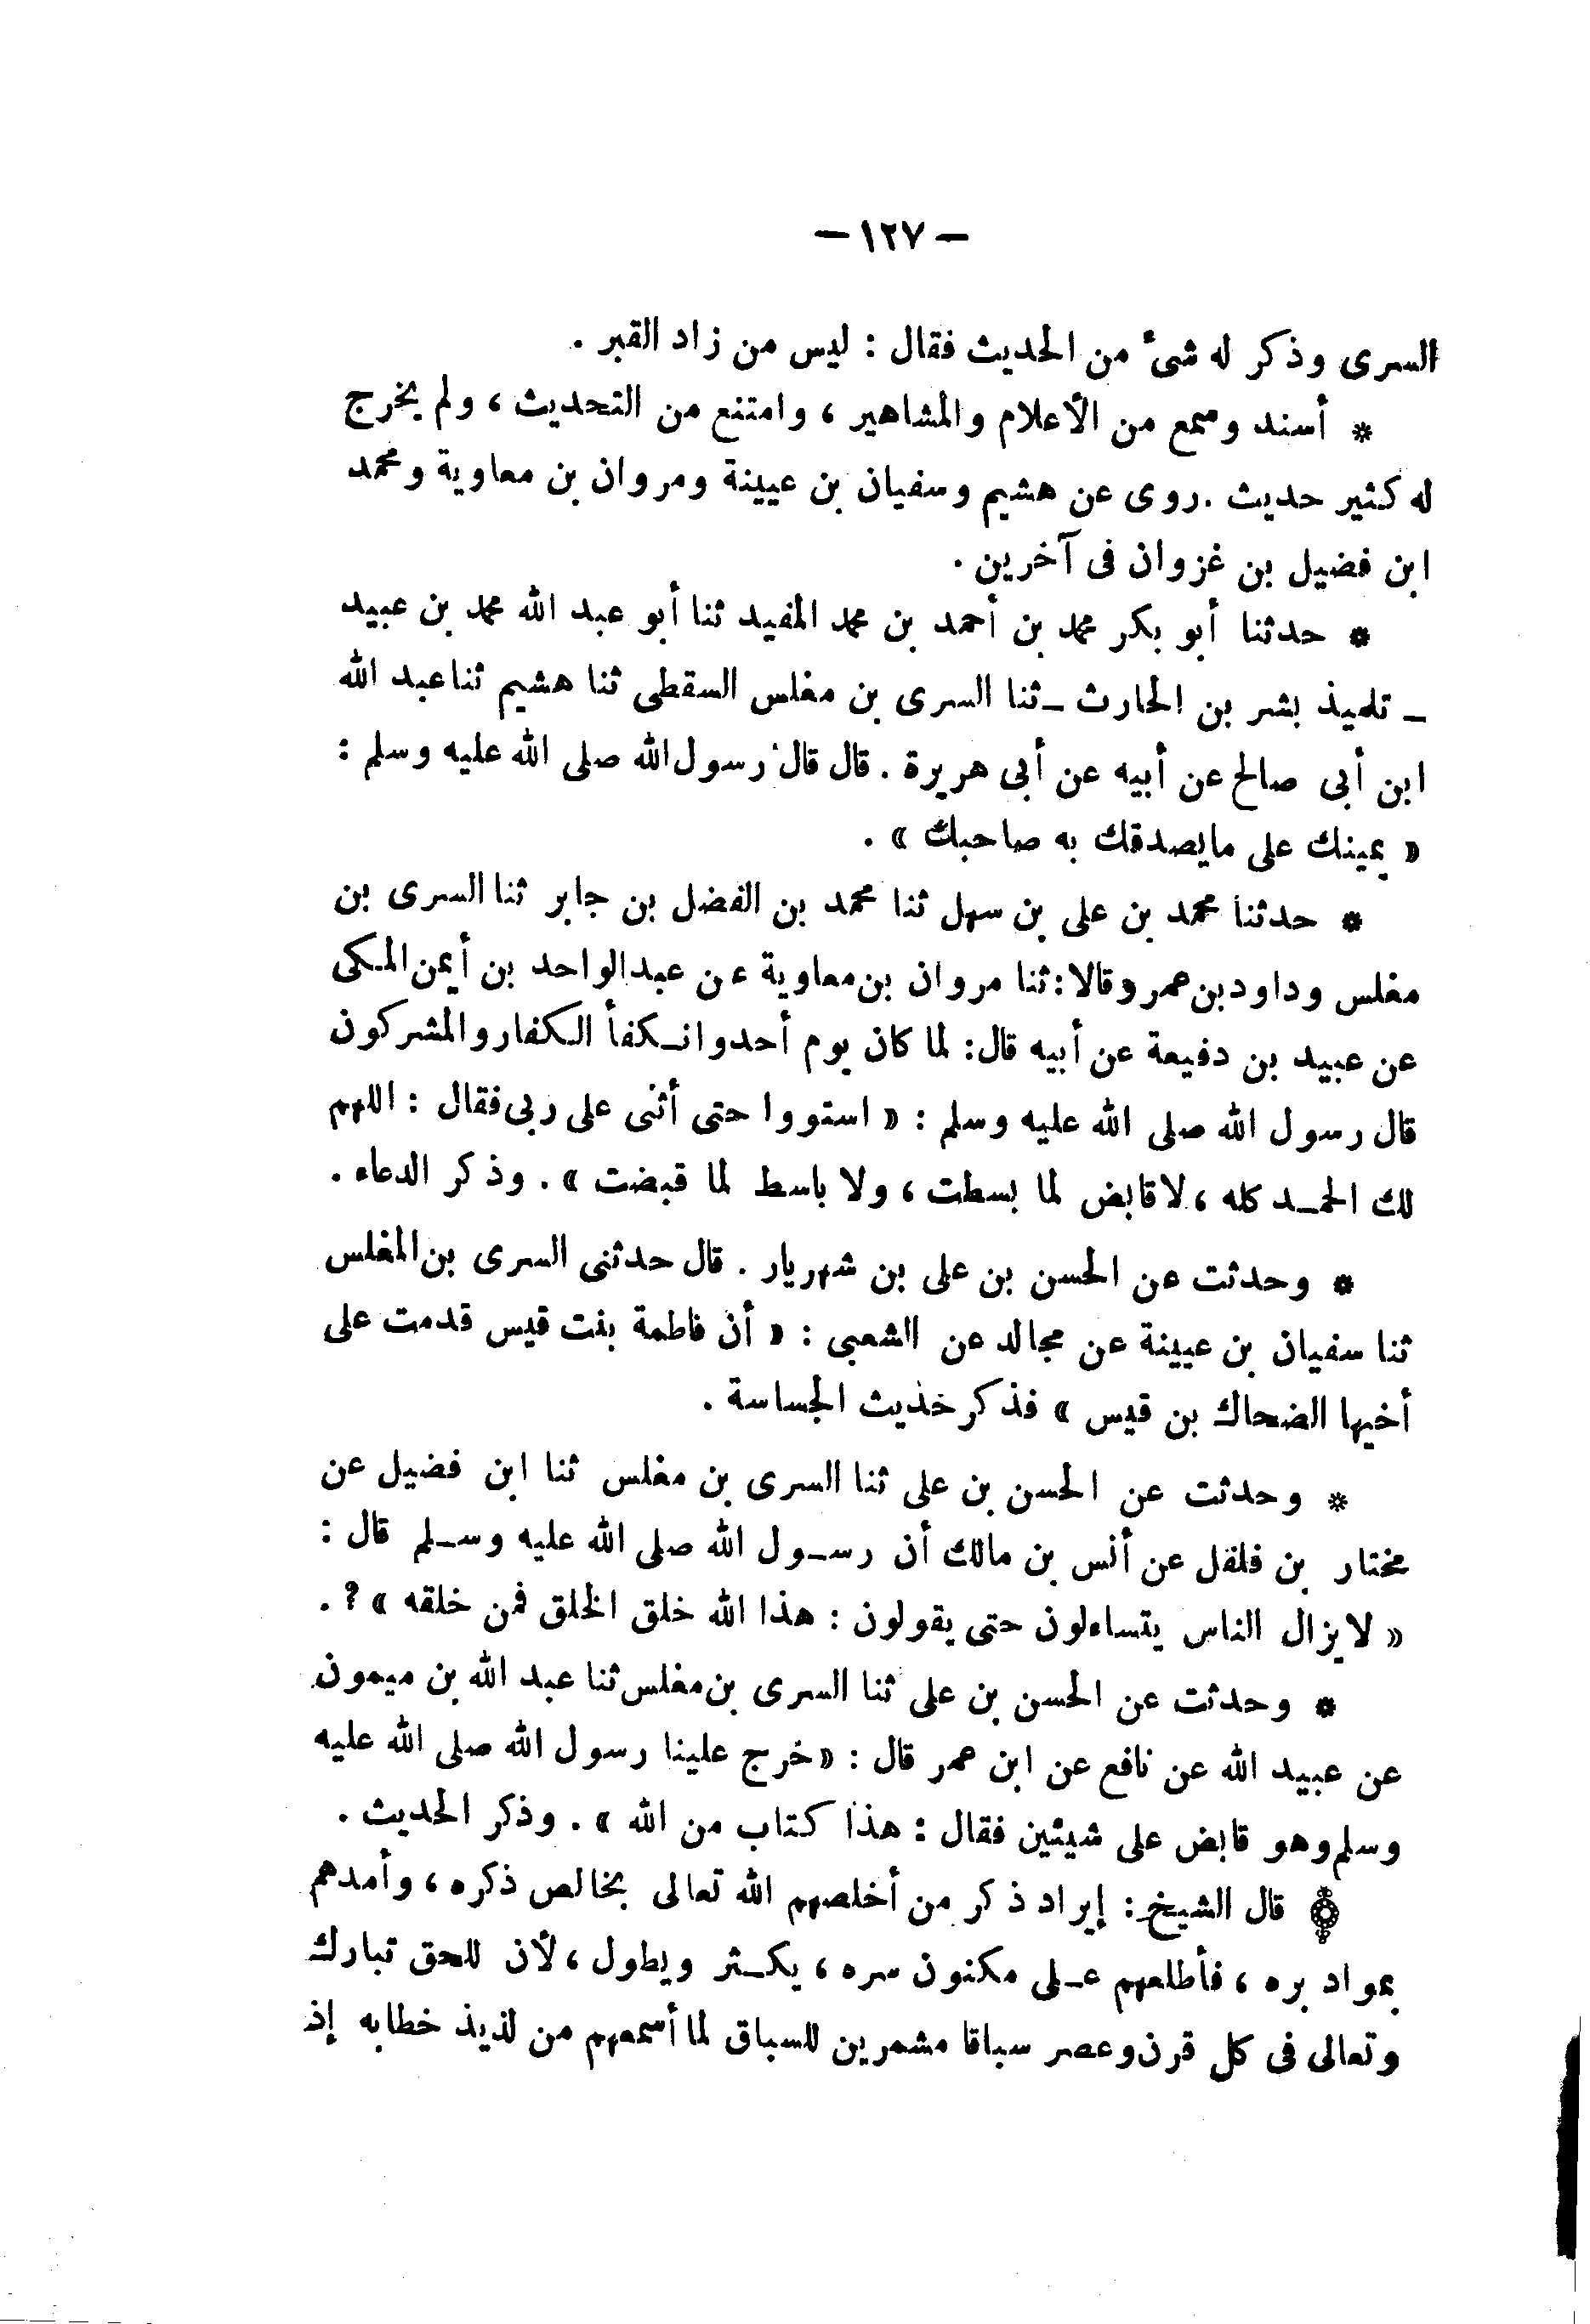 — ١٢٧ —
السرى وذكر له شىء من الحديث فقال : ليس من زاد القبر .
* أسند وسمع من الأعلام والمشاهير ، وامتنع من التحديث ، ولم يخرج
له كثير حديث . روى عن هشيم وسفيان بن عيينة ومروان بن معاوية ومحمد
ابن فضيل بن غزوان فى آخرين .
* حدثنا أبو بكر محمد بن أحمد بن محمد المفيد ثنا أبو عبد الله محمد بن عبيد
ـ تلميذ بشر بن الحارث ـ ثنا السرى بن مغلس السقطى ثنا هشيم ثنا عبد الله
ابن أبى صالح عن أبيه عن أبى هريرة . قال قال رسول الله صلى الله عليه وسلم :
« يمينك على مايصدقك به صاحبك » .
* حدثنا محمد بن على بن سهل ثنا محمد بن الفضل بن جابر ثنا السرى بن
مغلس وداود بن عمرو قالا : ثنا مروان بن معاوية عن عبد الواحد بن أيمن المكى
عن عبيد بن دفيعة عن أبيه قال : لما كان يوم أحد وانكفأ الكفار والمشركون
قال رسول الله صلى الله عليه وسلم : « استووا حتى أثنى على ربى فقال : اللهم
لك الحمد كله ، لا قابض لما بسطت ، ولا باسط لما قبضت » . وذكر الدعاء .
* وحدثت عن الحسن بن على بن شهريار . قال حدثنى السرى بن المغلس
ثنا سفيان بن عيينة عن مجالد عن الشعبى : « أن فاطمة بنت قيس قدمت على
أخيها الضحاك بن قيس » فذكر خذيث الجساسة .
* وحدثت عن الحسن بن على ثنا السرى بن مغلس ثنا ابن فضيل عن
مختار بن فلفل عن أنس بن مالك أن رسول الله صلى الله عليه وسلم قال :
« لا يزال الناس يتساءلون حتى يقولون : هذا الله خلق الخلق فمن خلقه » ? .
* وحدثت عن الحسن بن على ثنا السرى بن مغلس ثنا عبد الله بن ميمون
عن عبيد الله عن نافع عن ابن عمر قال : « خرج علينا رسول الله صلى الله عليه
وسلم وهو قابض على شيئين فقال : هذا كتاب من الله » . وذكر الحديث .
قال الشيخ : إيراد ذكر من أخلصهم الله تعالى بخالص ذكره ، وأمدهم
بمواد بره ، فأطلعهم على مكنون سره ، يكثر ويطول ، لأن للحق تبارك
وتعالى فى كل قرن وعصر سباقا مشمرين للسباق لما أسمعهم من لذيذ خطابه إذ